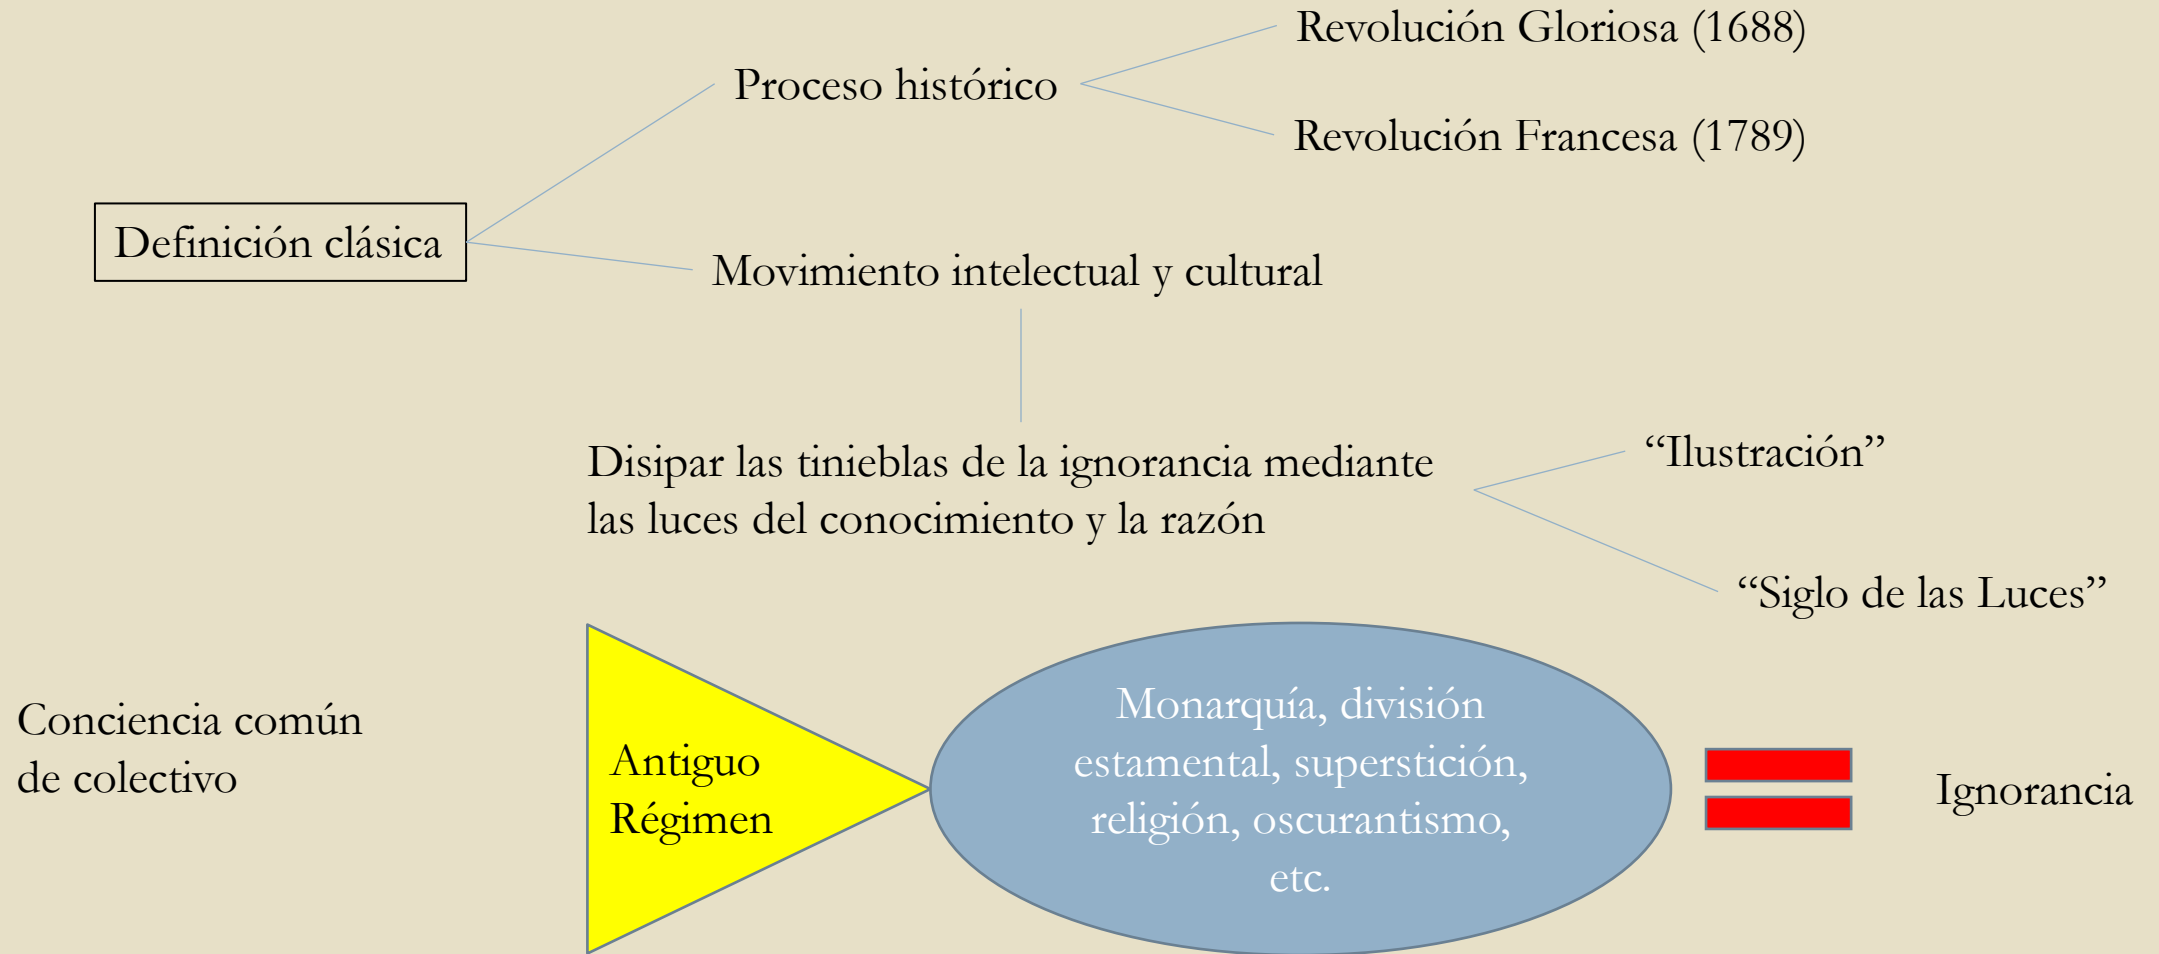 Revolución Gloriosa (1688)
Proceso histórico
Revolución Francesa (1789)
Definición clásica
Movimiento intelectual y cultural
Disipar las tinieblas de la ignorancia mediante
las luces del conocimiento y la razón
“Ilustración”
“Siglo de las Luces”
Conciencia común
de colectivo
Antiguo
Régimen
Monarquía, división
estamental, superstición,
religión, oscurantismo,
etc.
Ignorancia